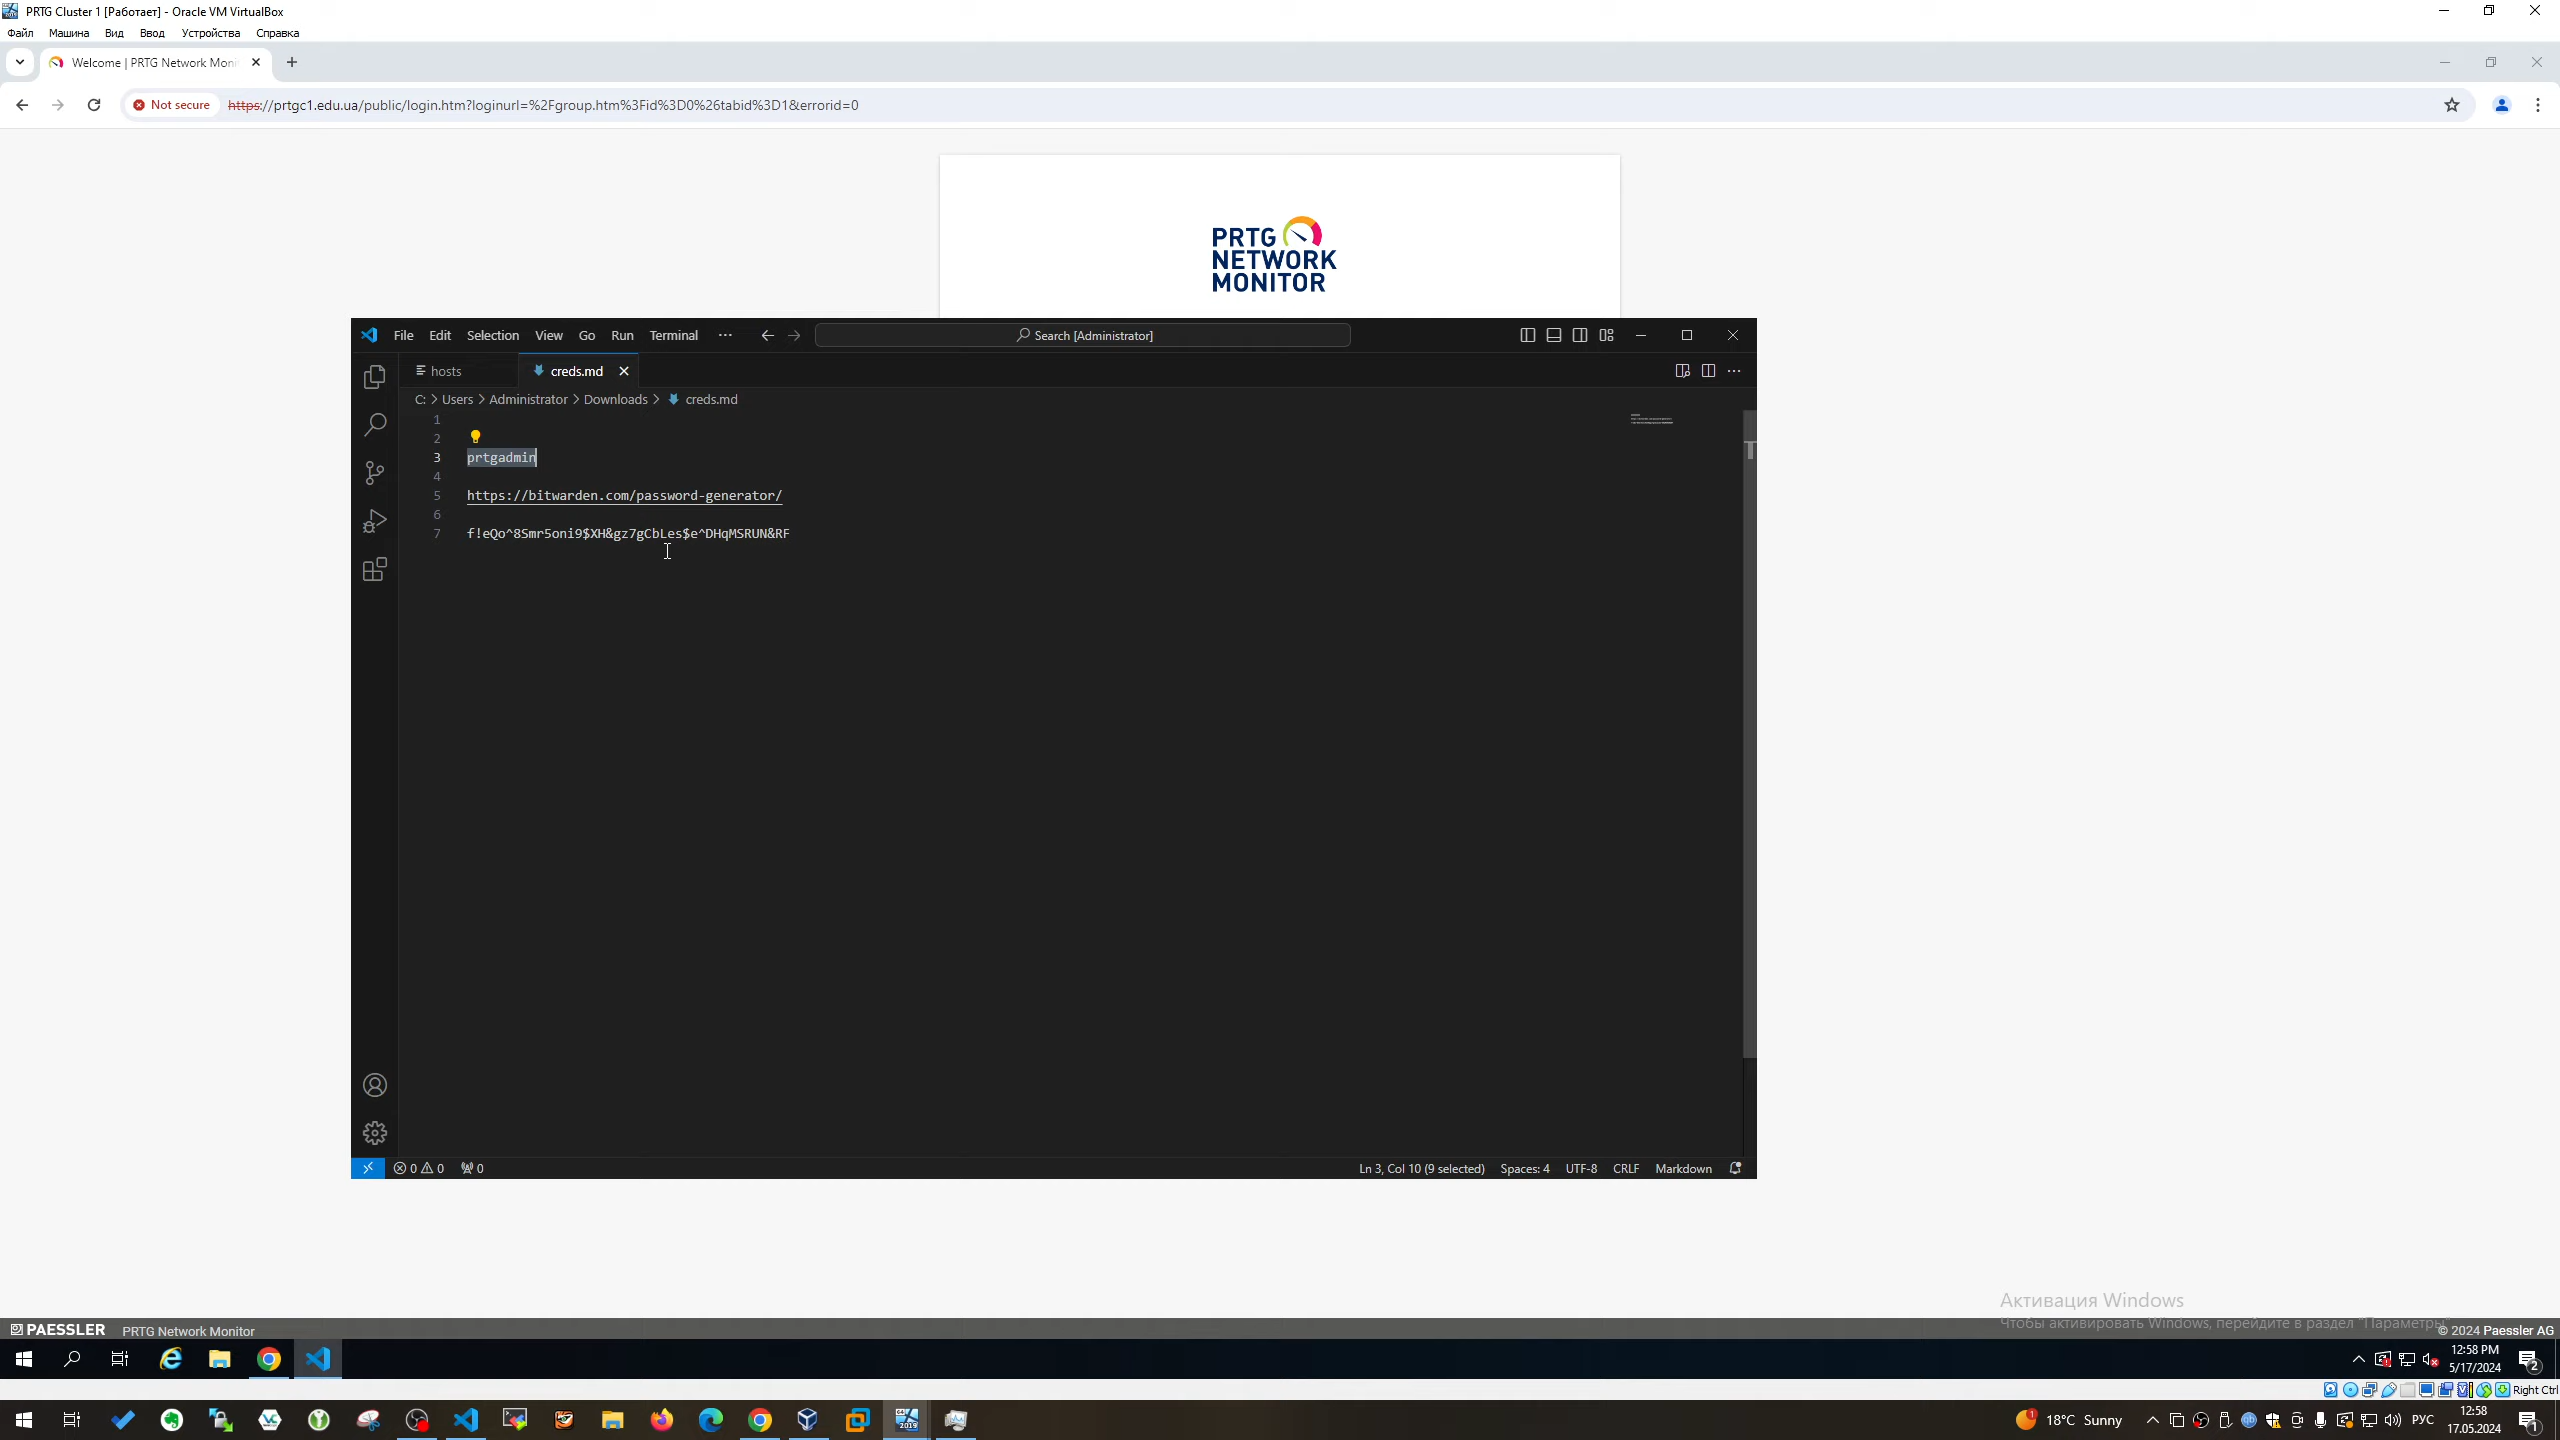 PRTG Cluster 1 [Работает] - Oracle VM VirtualBox
Файл Машина Вид Ввод Устройства Справка
Welcome | PRTG Network Moni
Not secure https://prtgc1.edu.ua/public/login.htm?loginurl=%2Fgroup.htm%3Fid%3D0%26tabid%3D1&errorid=0
PRTG
NETWORK
MONITOR
File Edit Selection View Go Run Terminal ··· Search [Administrator]
hosts creds.md
C: > Users > Administrator > Downloads > creds.md
1
2
3 prtgadmin
4
5 https://bitwarden.com/password-generator/
6
7 f!eQo^8Smr5oni9$XH&gz7gCbLes$e^DHqMSRUN&RF
0 0 0 Ln 3, Col 10 (9 selected) Spaces: 4 UTF-8 CRLF Markdown
Активация Windows
Чтобы активировать Windows, перейдите в раздел "Параметры"
PAESSLER PRTG Network Monitor © 2024 Paessler AG
12:58 PM
5/17/2024
2
Right Ctrl
2019
18°C Sunny
РУС
12:58
17.05.2024
1